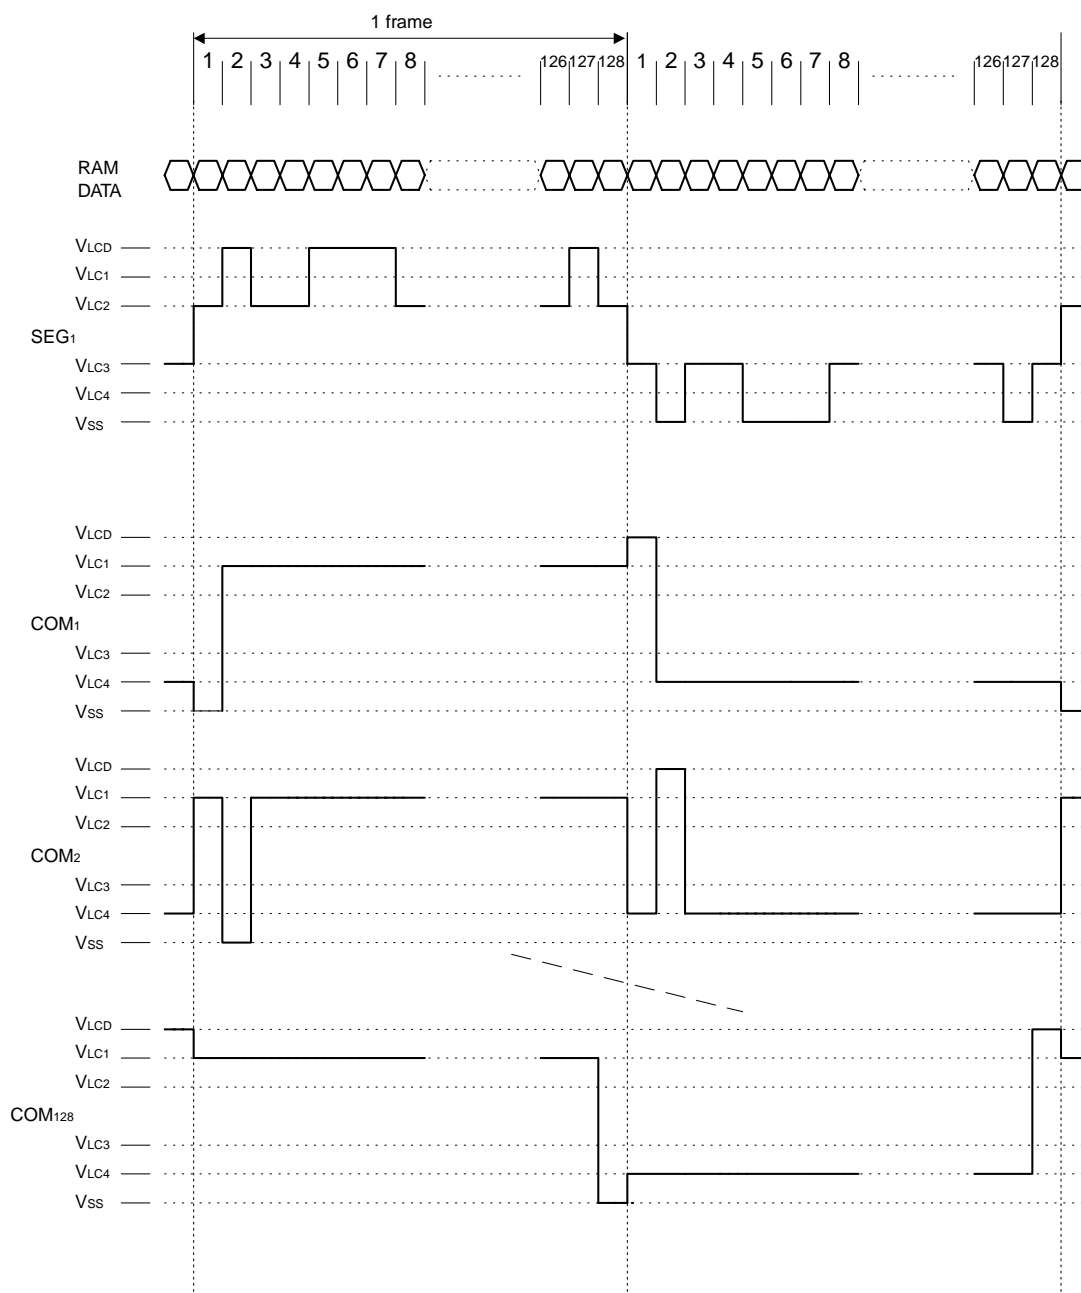 1 frame
1 2 3 4 5 6 7 8 126 127 128 1 2 3 4 5 6 7 8 126 127 128
RAM
DATA
VLCD
VLC1
VLC2
SEG1
VLC3
VLC4
VSS
VLCD
VLC1
VLC2
COM1
VLC3
VLC4
VSS
VLCD
VLC1
VLC2
COM2
VLC3
VLC4
VSS
VLCD
VLC1
VLC2
COM128
VLC3
VLC4
VSS